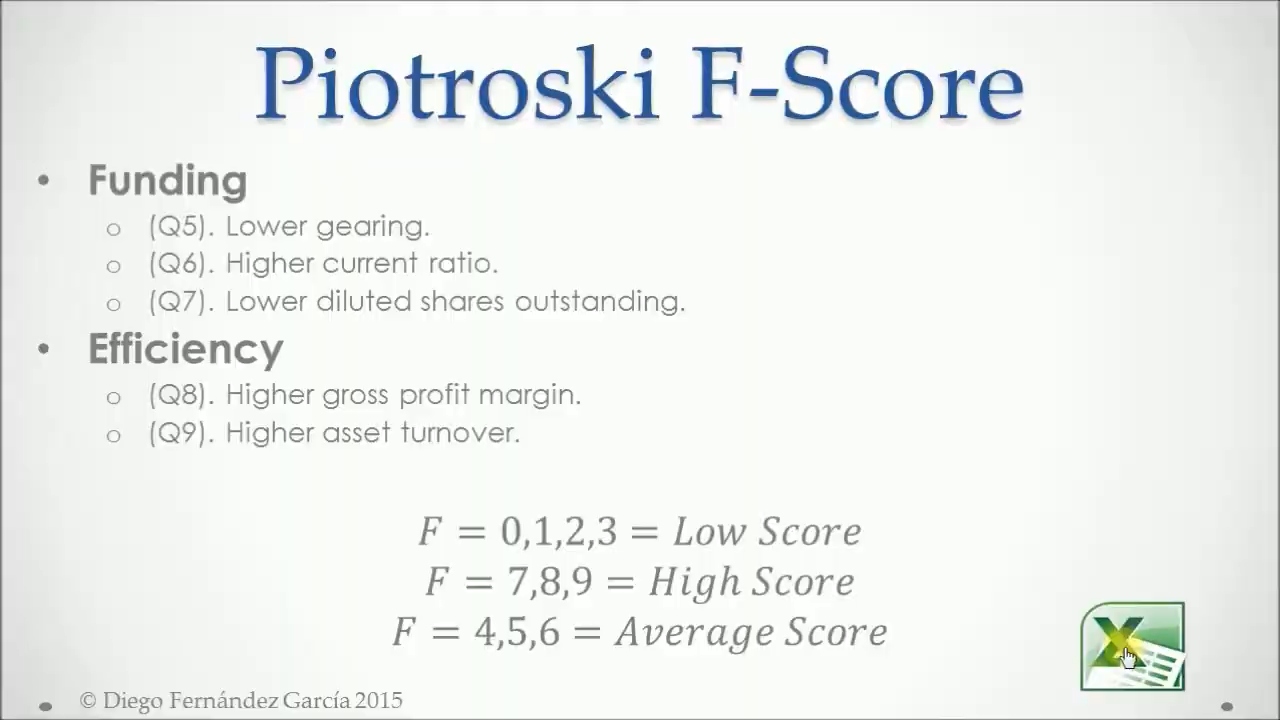 Piotroski F-Score
• Funding
o (Q5). Lower gearing.
o (Q6). Higher current ratio.
o (Q7). Lower diluted shares outstanding.
• Efficiency
o (Q8). Higher gross profit margin.
o (Q9). Higher asset turnover.
F = 0,1,2,3 = Low Score
F = 7,8,9 = High Score
F = 4,5,6 = Average Score
X
© Diego Fernández García 2015